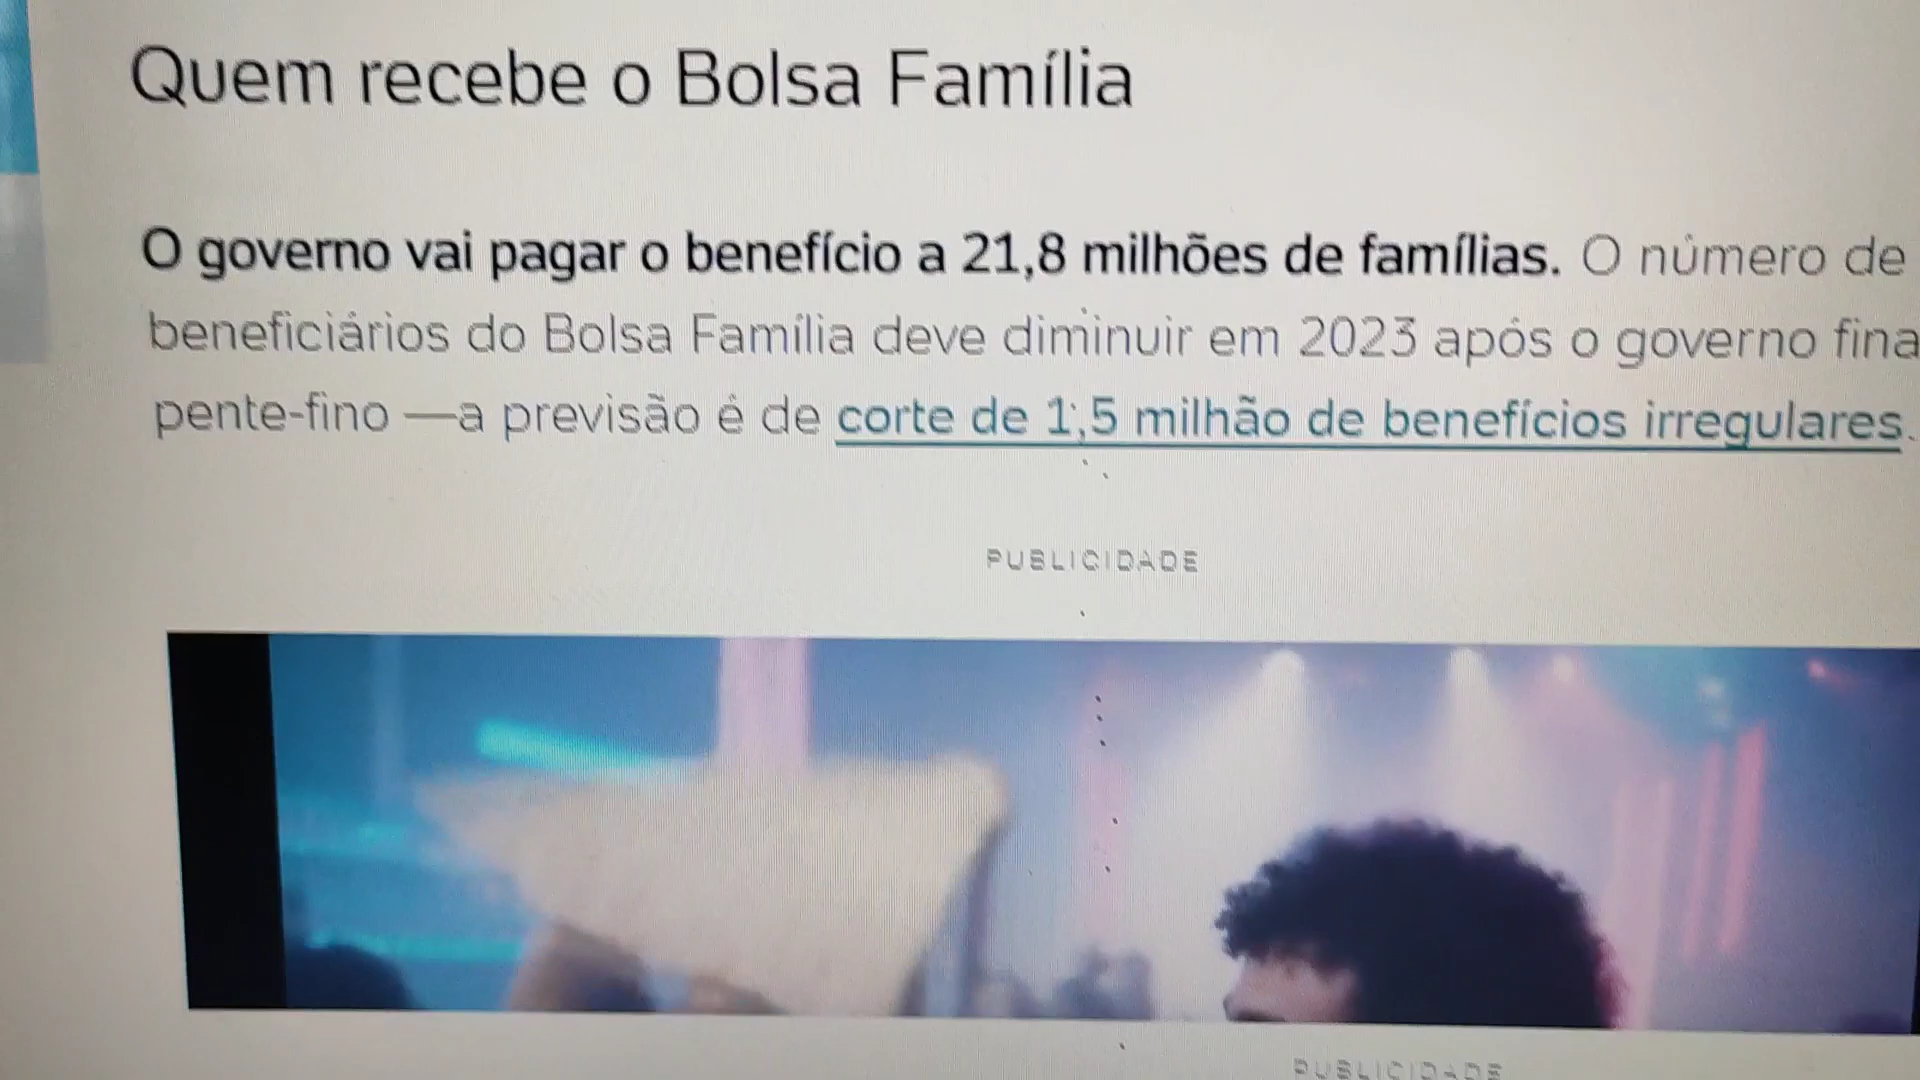 Quem recebe o Bolsa Família
O governo vai pagar o benefício a 21,8 milhões de famílias. O número de
beneficiários do Bolsa Família deve diminuir em 2023 após o governo fina
pente-fino —a previsão é de corte de 1,5 milhão de benefícios irregulares.
PUBLICIDADE
PUBLICIDADE